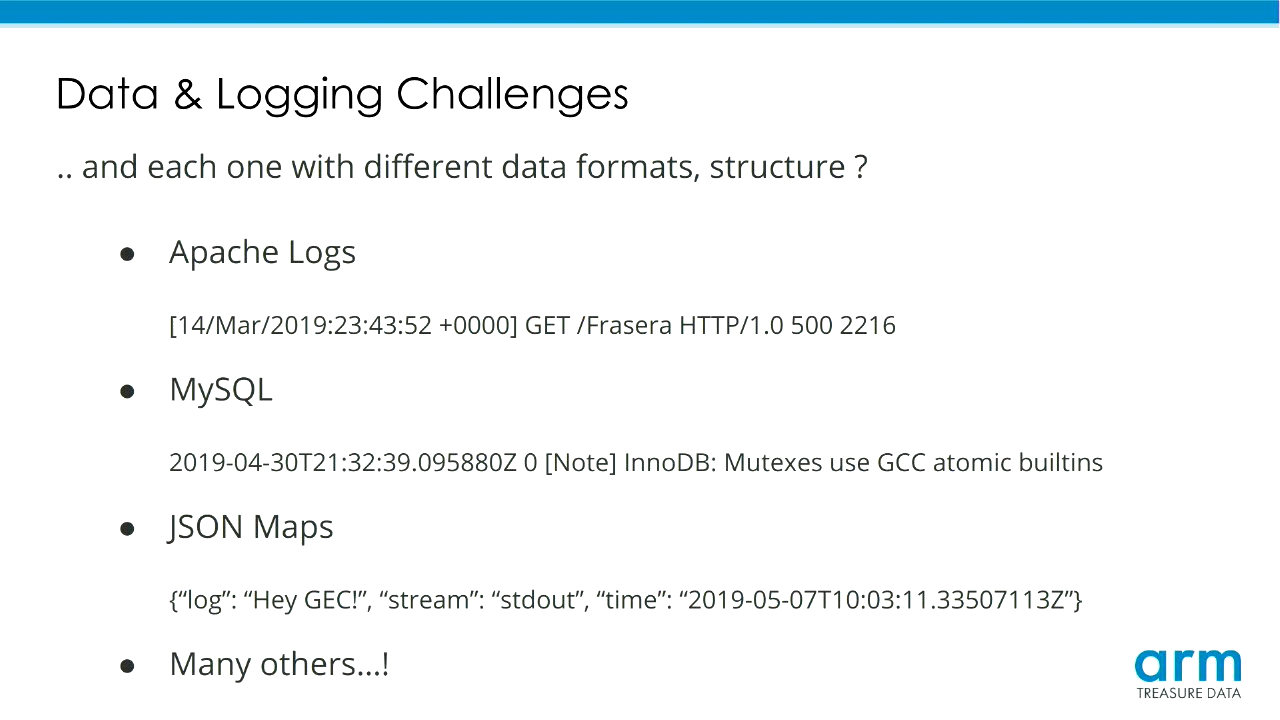 Data & Logging Challenges
.. and each one with different data formats, structure ?
● Apache Logs
[14/Mar/2019:23:43:52 +0000] GET /Frasera HTTP/1.0 500 2216
● MySQL
2019-04-30T21:32:39.095880Z 0 [Note] InnoDB: Mutexes use GCC atomic builtins
● JSON Maps
{“log”: “Hey GEC!”, “stream”: “stdout”, “time”: “2019-05-07T10:03:11.33507113Z”}
● Many others...!
arm
TREASURE DATA